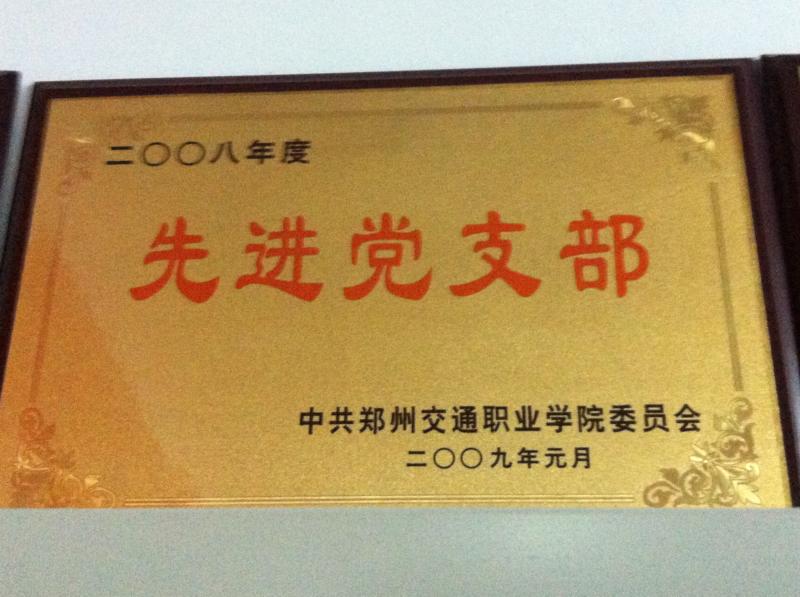 二〇〇八年度
先进党支部
中共郑州交通职业学院委员会
二〇〇九年元月